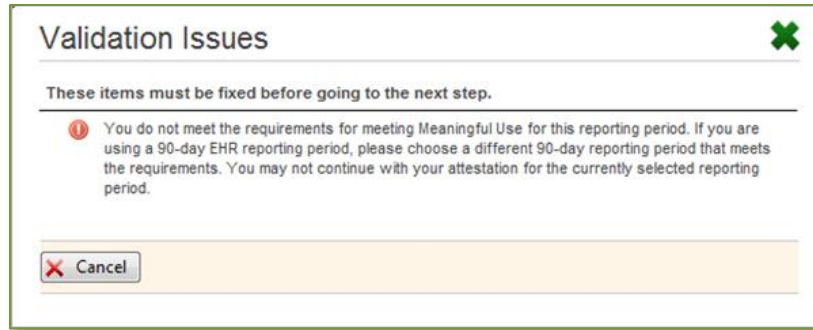 Validation Issues
These items must be fixed before going to the next step.
You do not meet the requirements for meeting Meaningful Use for this reporting period. If you are
using a 90-day EHR reporting period, please choose a different 90-day reporting period that meets
the requirements. You may not continue with your attestation for the currently selected reporting
period.
Cancel